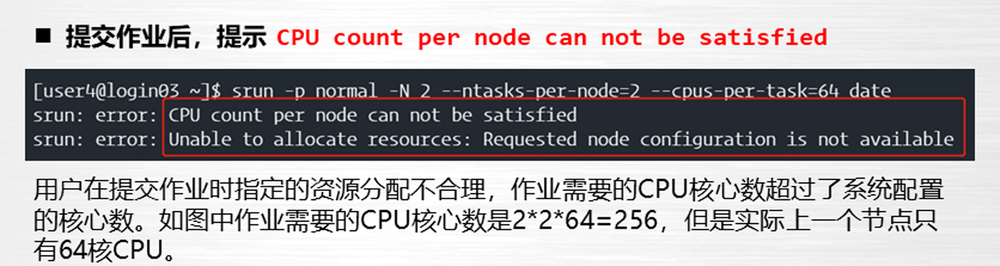 ■ 提交作业后，提示 CPU count per node can not be satisfied
[user4@login03 ~]$ srun -p normal -N 2 --ntasks-per-node=2 --cpus-per-task=64 date
srun: error: CPU count per node can not be satisfied
srun: error: Unable to allocate resources: Requested node configuration is not available
用户在提交作业时指定的资源分配不合理，作业需要的CPU核心数超过了系统配置
的核心数。如图中作业需要的CPU核心数是2*2*64=256，但是实际上一个节点只
有64核CPU。